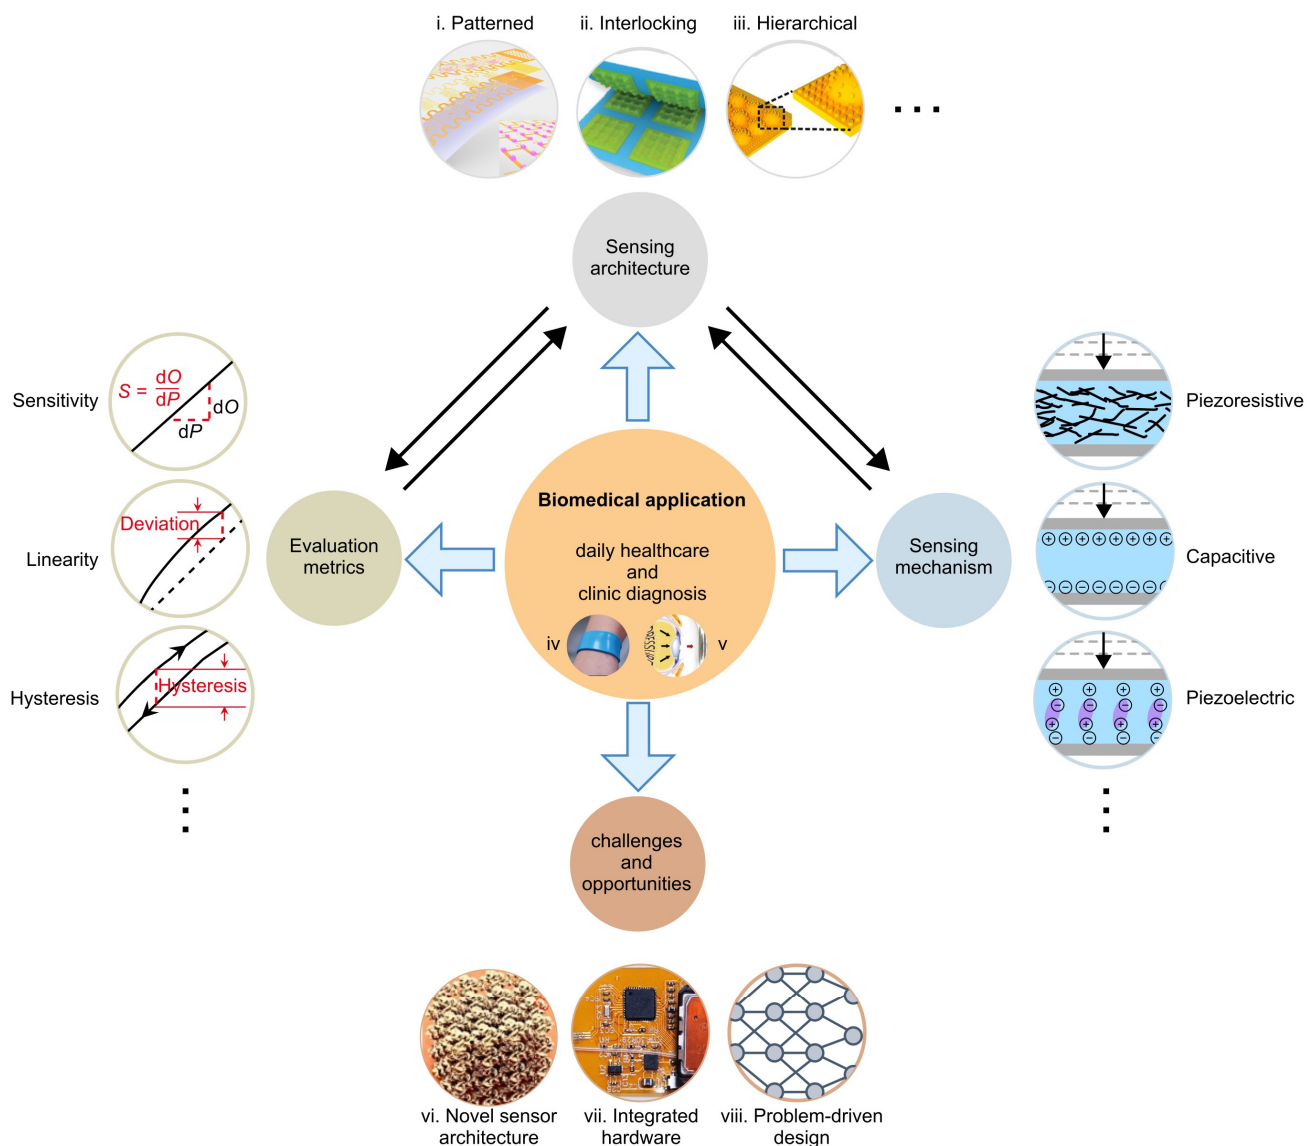 i. Patterned
ii. Interlocking
iii. Hierarchical
Sensing
architecture
Sensitivity
S = dO/dP
dO
dP
Linearity
Deviation
Hysteresis
Hysteresis
Evaluation
metrics
Biomedical application
daily healthcare
and
clinic diagnosis
iv
v
Sensing
mechanism
Piezoresistive
Capacitive
Piezoelectric
challenges
and
opportunities
vi. Novel sensor
architecture
vii. Integrated
hardware
viii. Problem-driven
design